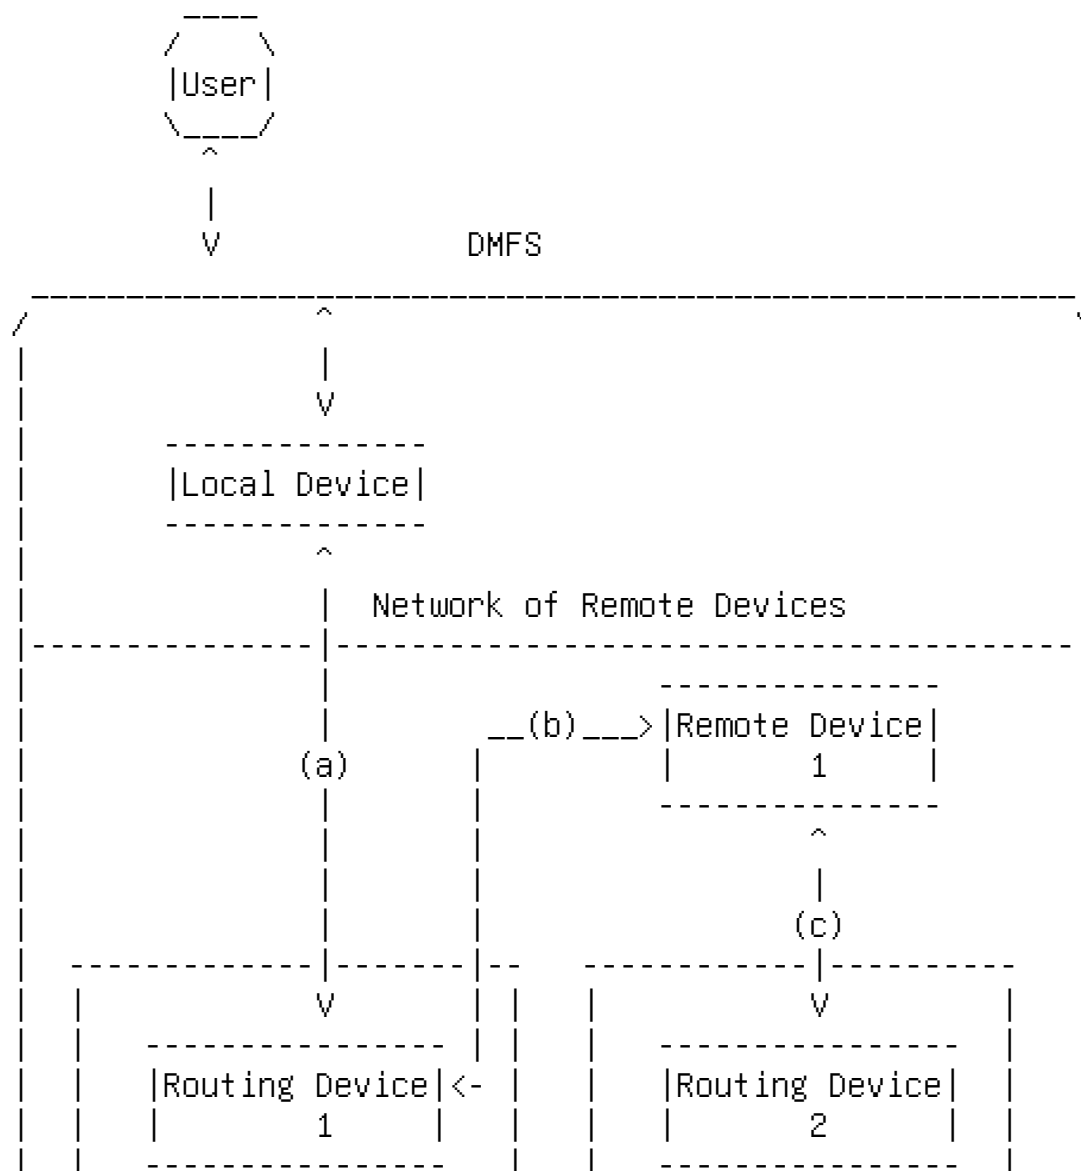 User
DMFS
Local Device
Network of Remote Devices
(b)
Remote Device
1
(a)
(c)
Routing Device
1
Routing Device
2